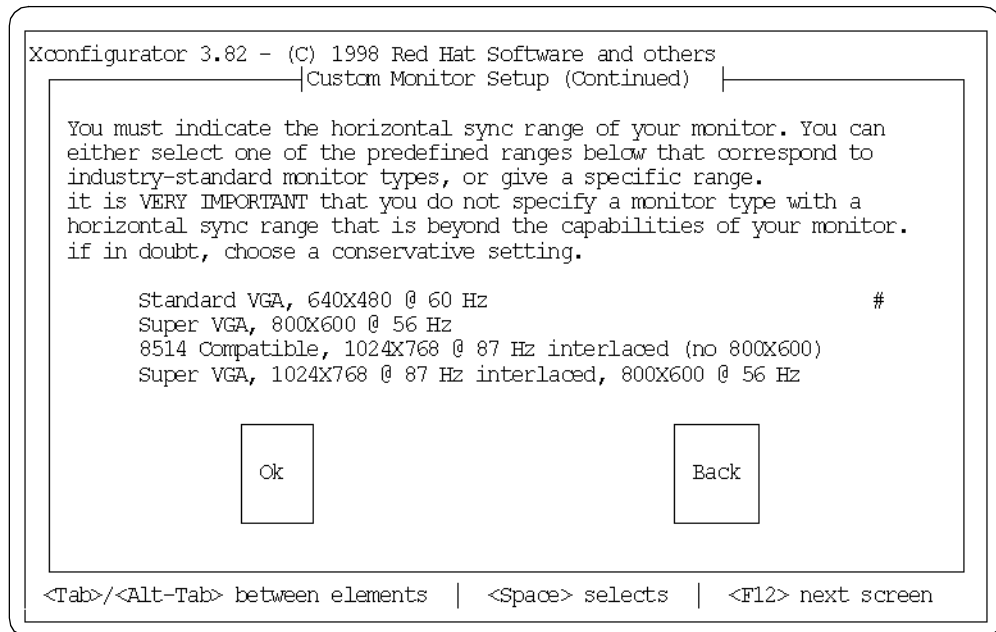 Xconfigurator 3.82 - (C) 1998 Red Hat Software and others
Custom Monitor Setup (Continued)
You must indicate the horizontal sync range of your monitor. You can
either select one of the predefined ranges below that correspond to
industry-standard monitor types, or give a specific range.
it is VERY IMPORTANT that you do not specify a monitor type with a
horizontal sync range that is beyond the capabilities of your monitor.
if in doubt, choose a conservative setting.
Standard VGA, 640X480 @ 60 Hz #
Super VGA, 800X600 @ 56 Hz
8514 Compatible, 1024X768 @ 87 Hz interlaced (no 800X600)
Super VGA, 1024X768 @ 87 Hz interlaced, 800X600 @ 56 Hz
Ok Back
<Tab>/<Alt-Tab> between elements | <Space> selects | <F12> next screen